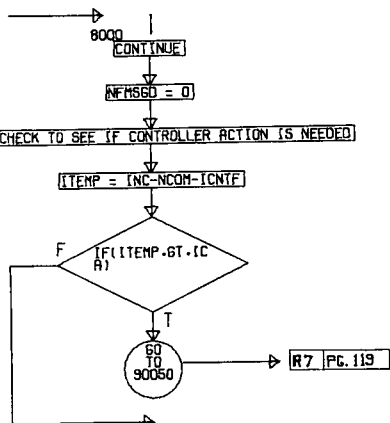 8000
CONTINUE
NFMSGD = 0
CHECK TO SEE IF CONTROLLER ACTION IS NEEDED
ITEMP = INC-NCOM-ICNTF
F
IF(ITEMP.GT.IC
A)
T
GO
TO
90050
R7 PG. 119